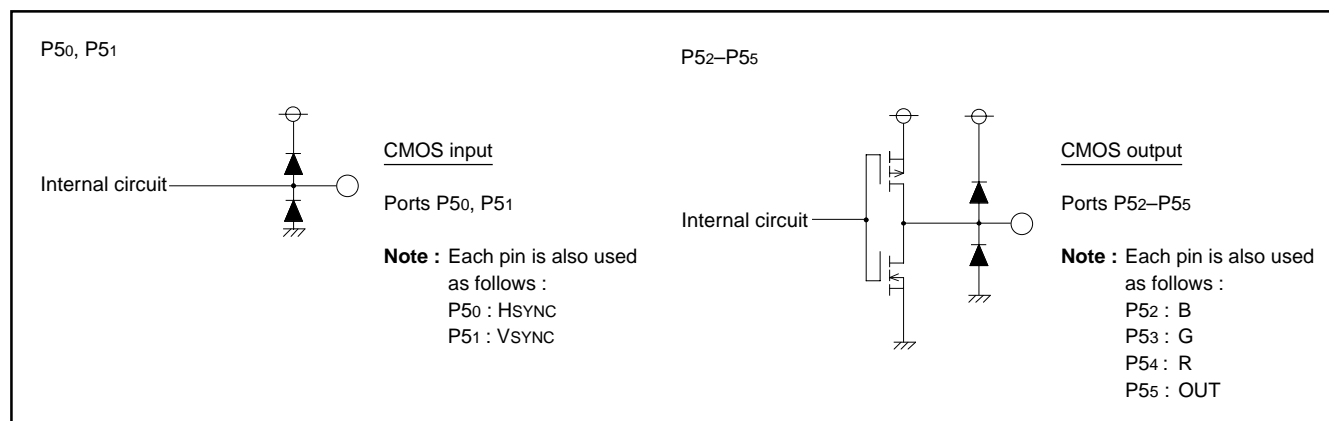 P50, P51
Internal circuit
CMOS input
Ports P50, P51
Note : Each pin is also used
as follows :
P50 : HSYNC
P51 : VSYNC
P52–P55
Internal circuit
CMOS output
Ports P52–P55
Note : Each pin is also used
as follows :
P52 : B
P53 : G
P54 : R
P55 : OUT